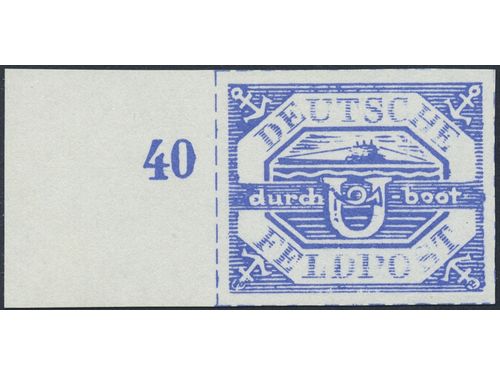 40
DEUTSCHE
durch U-boot
FELDPOST